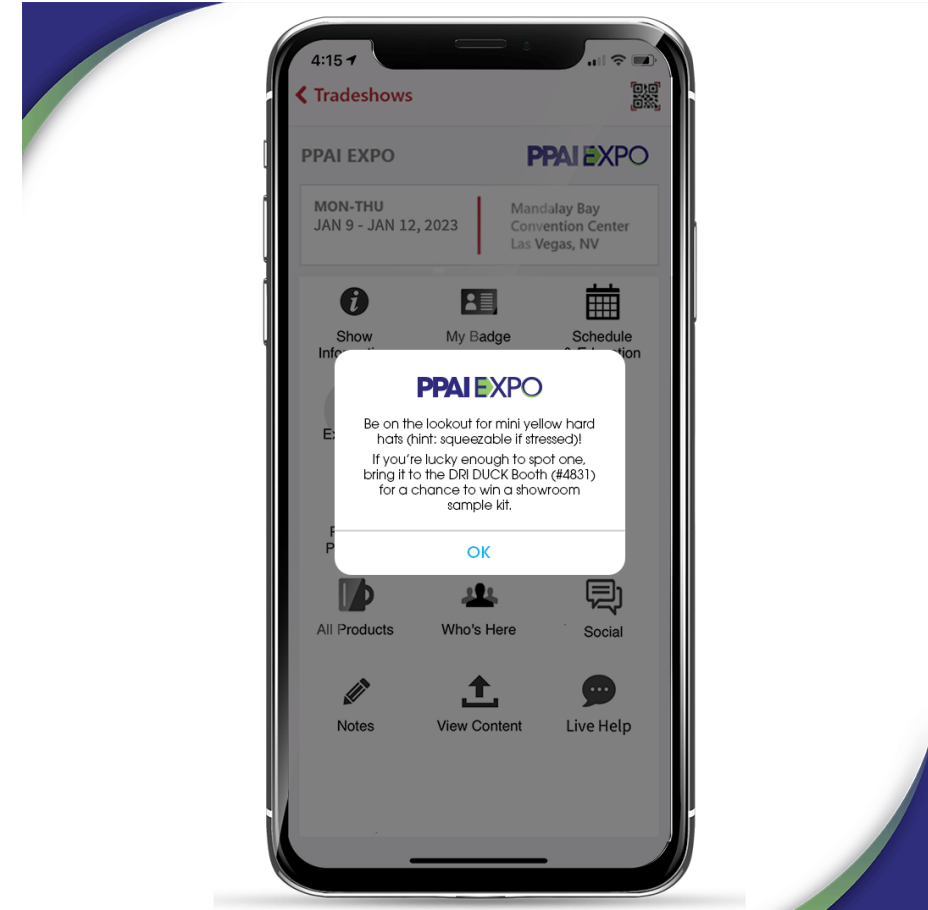 4:15
Tradeshows
PPAI EXPO
PPAI EXPO
MON-THU
JAN 9 - JAN 12, 2023
Mandalay Bay
Convention Center
Las Vegas, NV
Show
My Badge
Schedule
PPAI EXPO
Be on the lookout for mini yellow hard
hats (hint: squeezable if stressed)!
If you're lucky enough to spot one,
bring it to the DRI DUCK Booth (#4831)
for a chance to win a showroom
sample kit.
OK
All Products
Who's Here
Social
Notes
View Content
Live Help